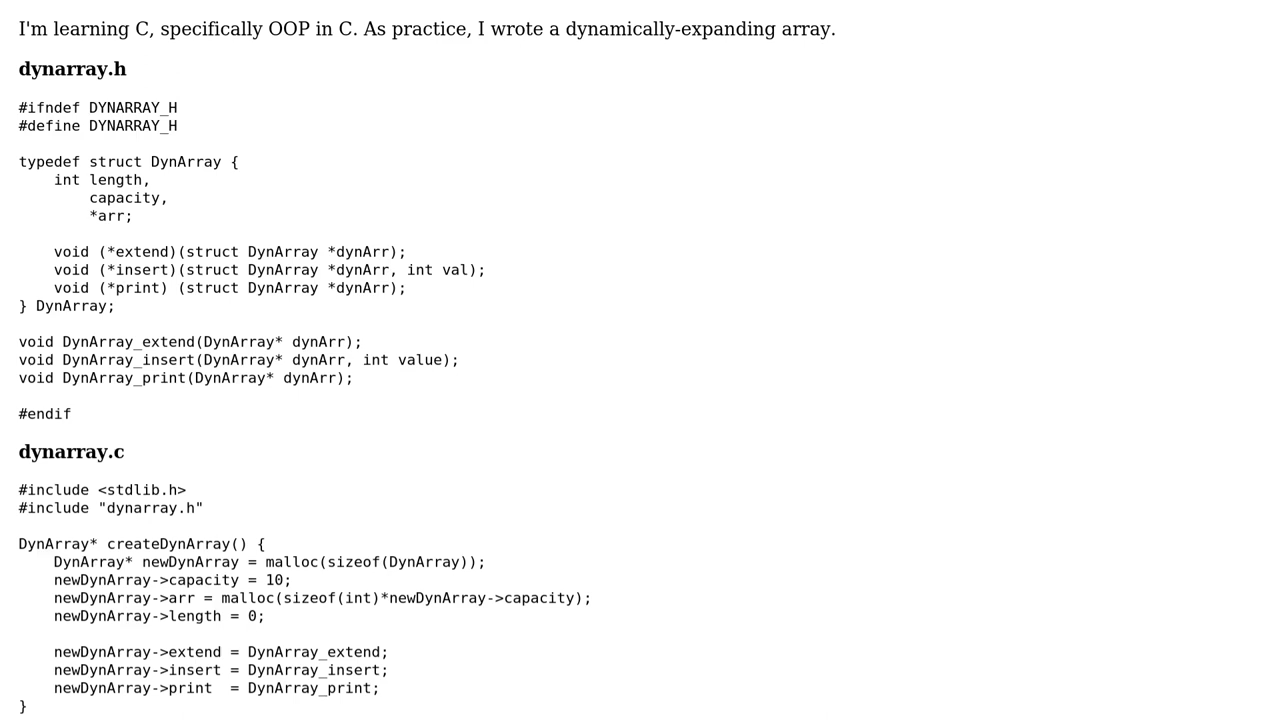 I'm learning C, specifically OOP in C. As practice, I wrote a dynamically-expanding array.
dynarray.h
#ifndef DYNARRAY_H
#define DYNARRAY_H
typedef struct DynArray {
    int length,
        capacity,
        *arr;
    void (*extend)(struct DynArray *dynArr);
    void (*insert)(struct DynArray *dynArr, int val);
    void (*print) (struct DynArray *dynArr);
} DynArray;
void DynArray_extend(DynArray* dynArr);
void DynArray_insert(DynArray* dynArr, int value);
void DynArray_print(DynArray* dynArr);
#endif
dynarray.c
#include <stdlib.h>
#include "dynarray.h"
DynArray* createDynArray() {
    DynArray* newDynArray = malloc(sizeof(DynArray));
    newDynArray->capacity = 10;
    newDynArray->arr = malloc(sizeof(int)*newDynArray->capacity);
    newDynArray->length = 0;
    newDynArray->extend = DynArray_extend;
    newDynArray->insert = DynArray_insert;
    newDynArray->print  = DynArray_print;
}